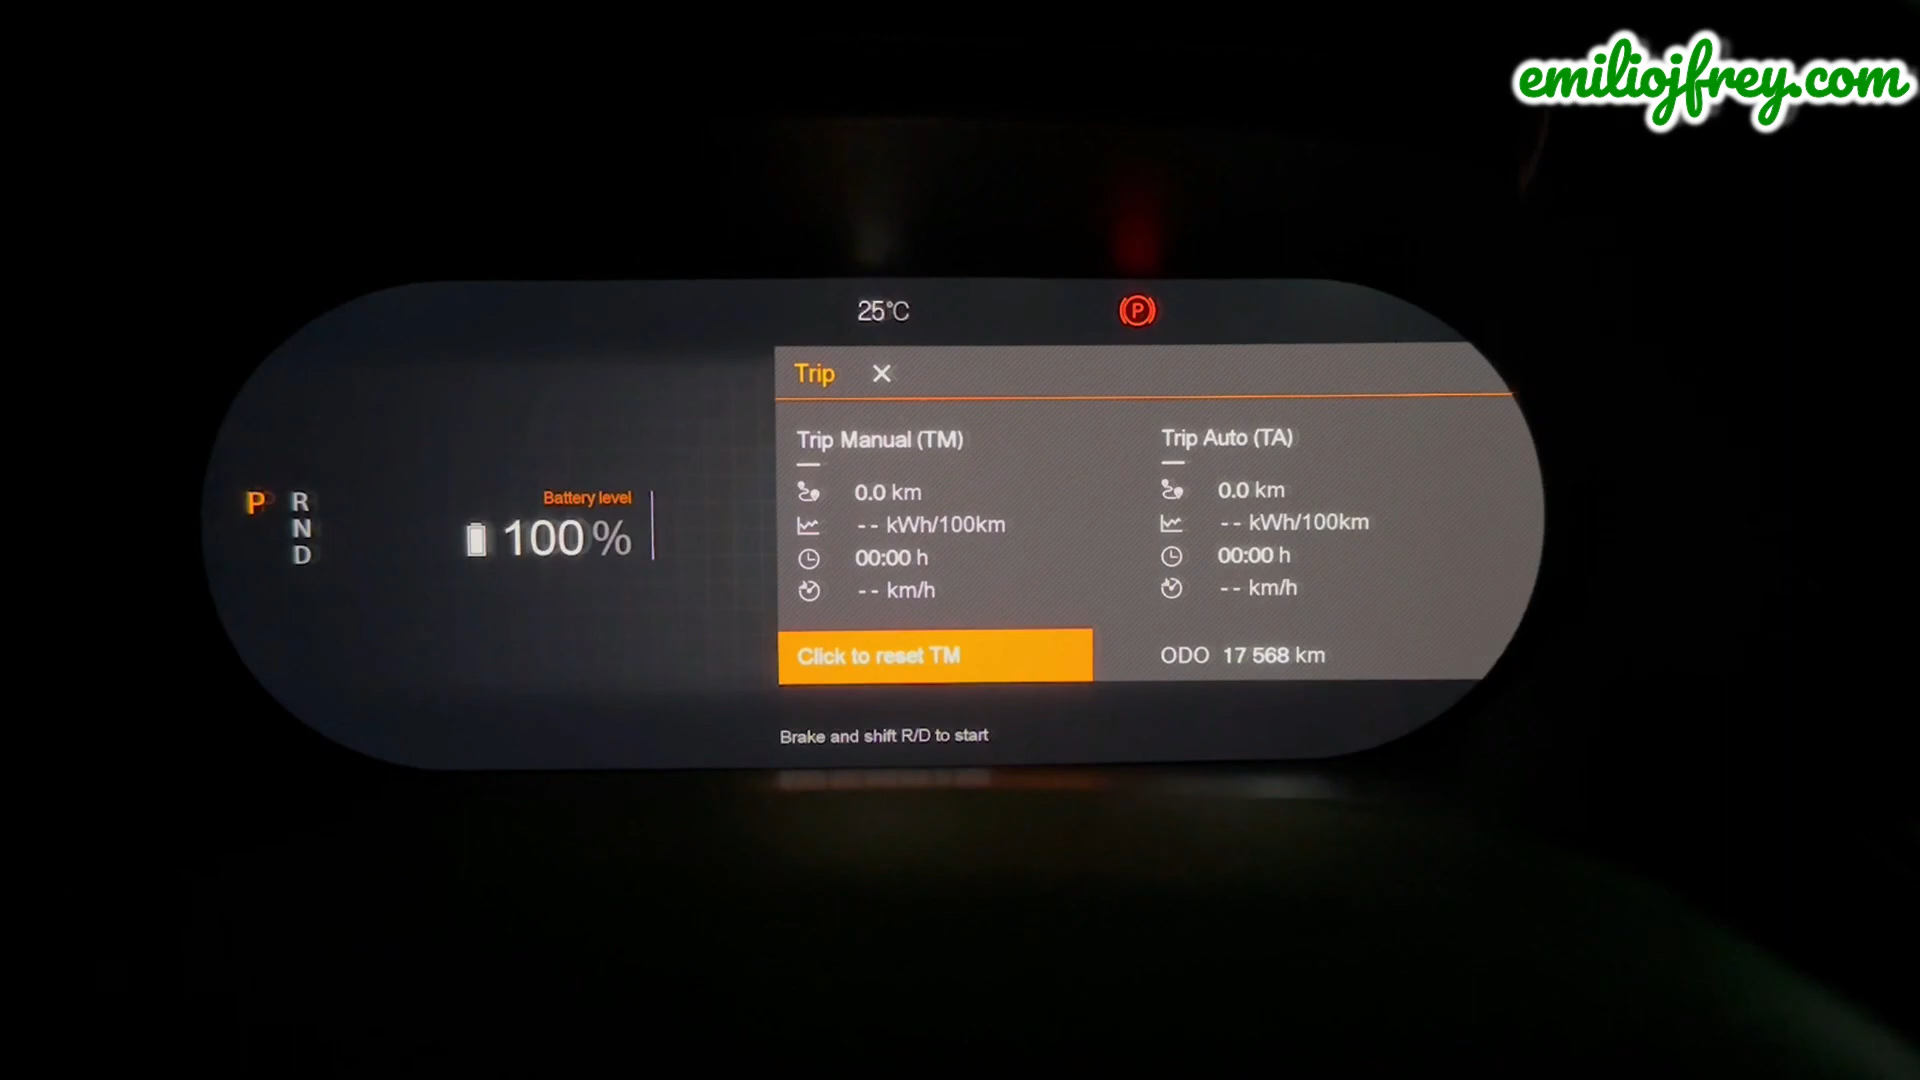 emiliojfrey.com
25°C
P
Trip
Trip Manual (TM)
0.0 km
-- kWh/100km
00:00 h
-- km/h
Click to reset TM
Trip Auto (TA)
0.0 km
-- kWh/100km
00:00 h
-- km/h
ODO 17 568 km
P R
N
D
Battery level
100%
Brake and shift R/D to start